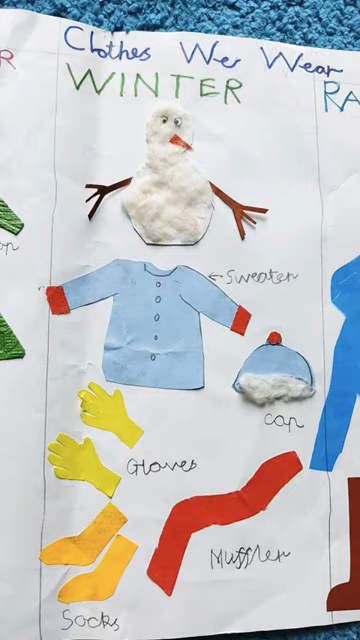 Clothes We Wear
R
WINTER
RA
Sweater
cap
Gloves
Muffler
Socks